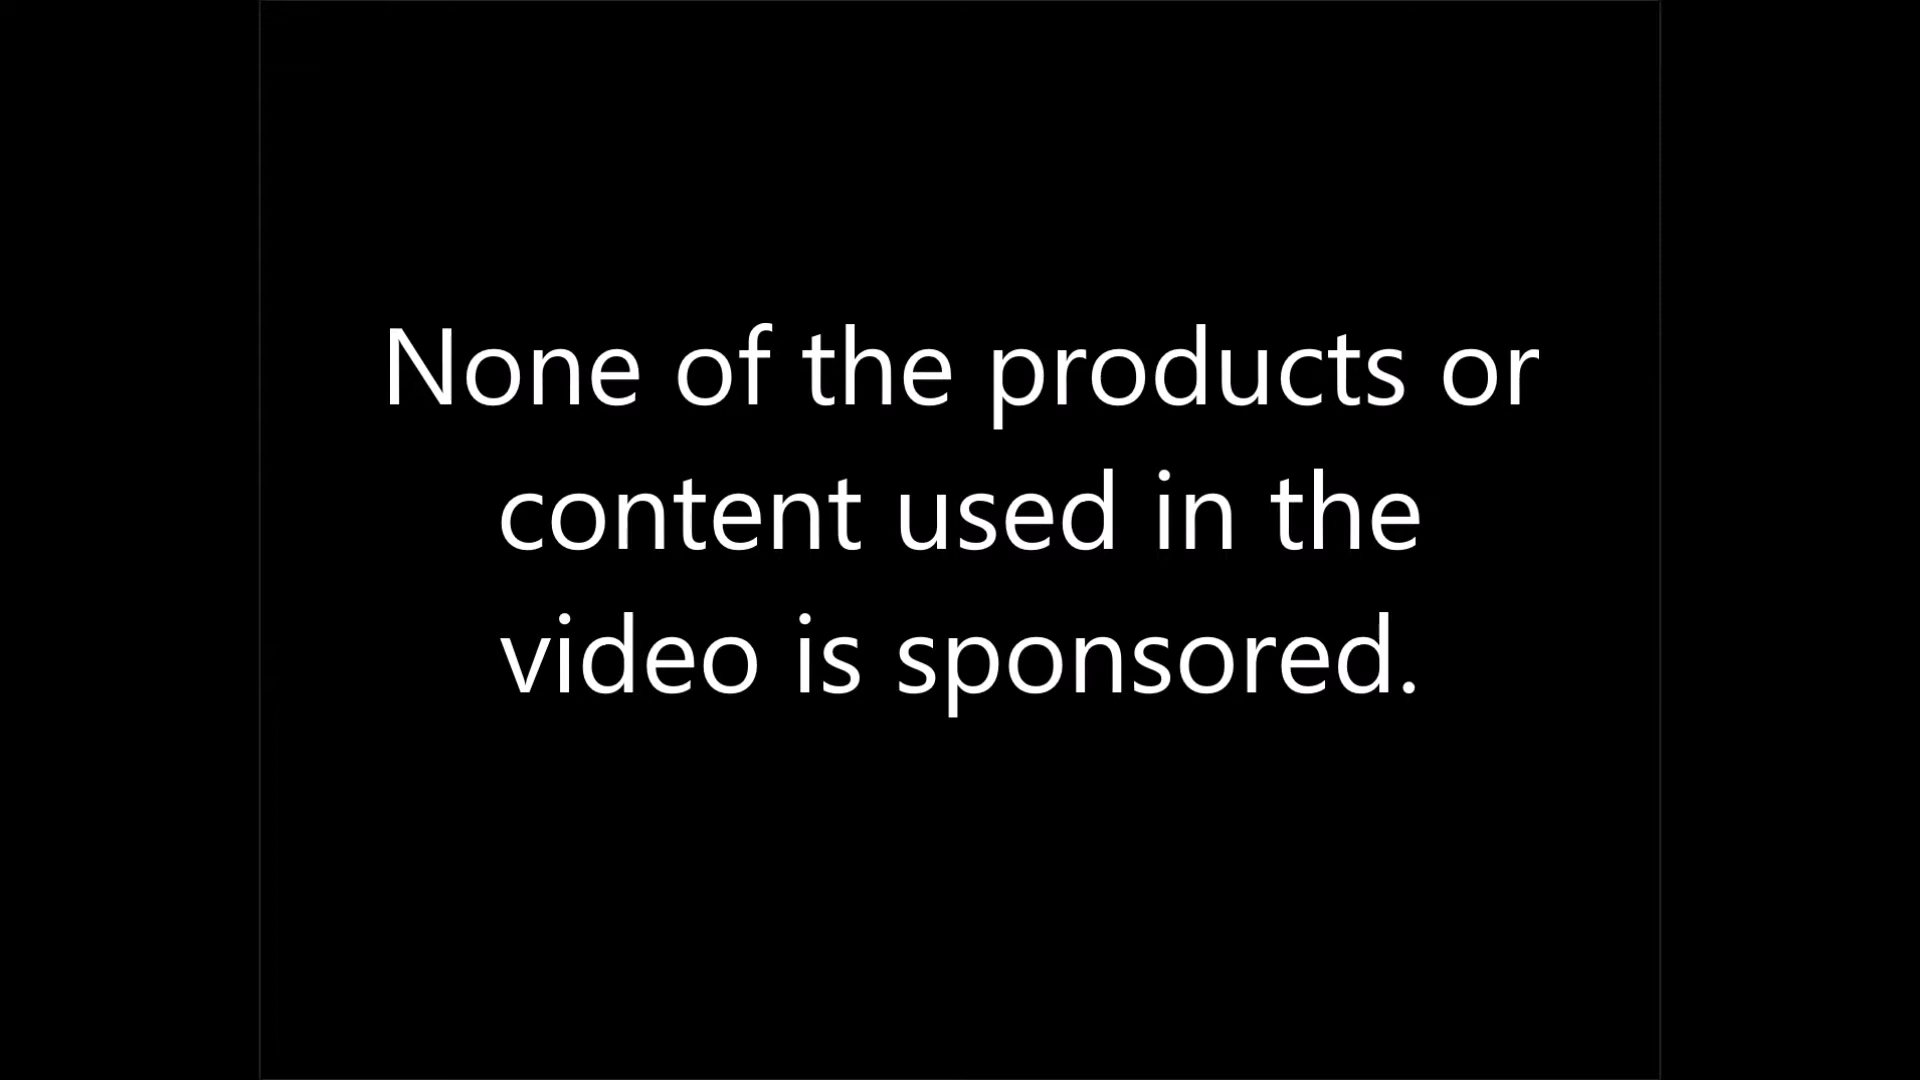 None of the products or
content used in the
video is sponsored.